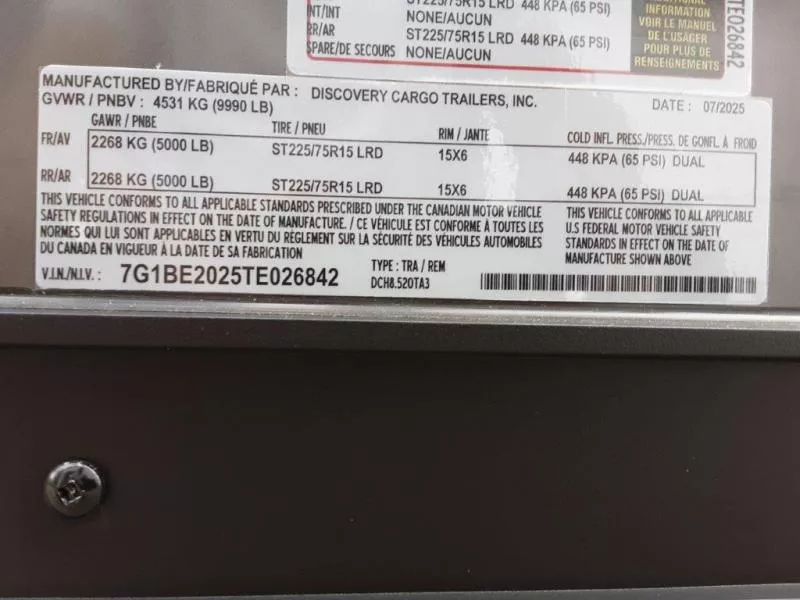 ST225/75R15 LRD 448 KPA (65 PSI)
INT/INT NONE/AUCUN
RR/AR ST225/75R15 LRD 448 KPA (65 PSI)
SPARE/DE SECOURS NONE/AUCUN
INFORMATION
VOIR LE MANUEL
DE L'USAGER
POUR PLUS DE
RENSEIGNEMENTS
TE026842
MANUFACTURED BY/FABRIQUÉ PAR : DISCOVERY CARGO TRAILERS, INC.
GVWR / PNBV : 4531 KG (9990 LB) DATE : 07/2025
GAWR / PNBE TIRE / PNEU RIM / JANTE COLD INFL. PRESS./PRESS. DE GONFL. À FROID
FR/AV 2268 KG (5000 LB) ST225/75R15 LRD 15X6 448 KPA (65 PSI) DUAL
RR/AR 2268 KG (5000 LB) ST225/75R15 LRD 15X6 448 KPA (65 PSI) DUAL
THIS VEHICLE CONFORMS TO ALL APPLICABLE STANDARDS PRESCRIBED UNDER THE CANADIAN MOTOR VEHICLE
SAFETY REGULATIONS IN EFFECT ON THE DATE OF MANUFACTURE. / CE VÉHICULE EST CONFORME À TOUTES LES
NORMES QUI LUI SONT APPLICABLES EN VERTU DU RÈGLEMENT SUR LA SÉCURITÉ DES VÉHICULES AUTOMOBILES
DU CANADA EN VIGUEUR À LA DATE DE SA FABRICATION
THIS VEHICLE CONFORMS TO ALL APPLICABLE
U.S FEDERAL MOTOR VEHICLE SAFETY
STANDARDS IN EFFECT ON THE DATE OF
MANUFACTURE SHOWN ABOVE.
V.I.N./N.I.V. : 7G1BE2025TE026842 TYPE : TRA / REM
DCH8.520TA3